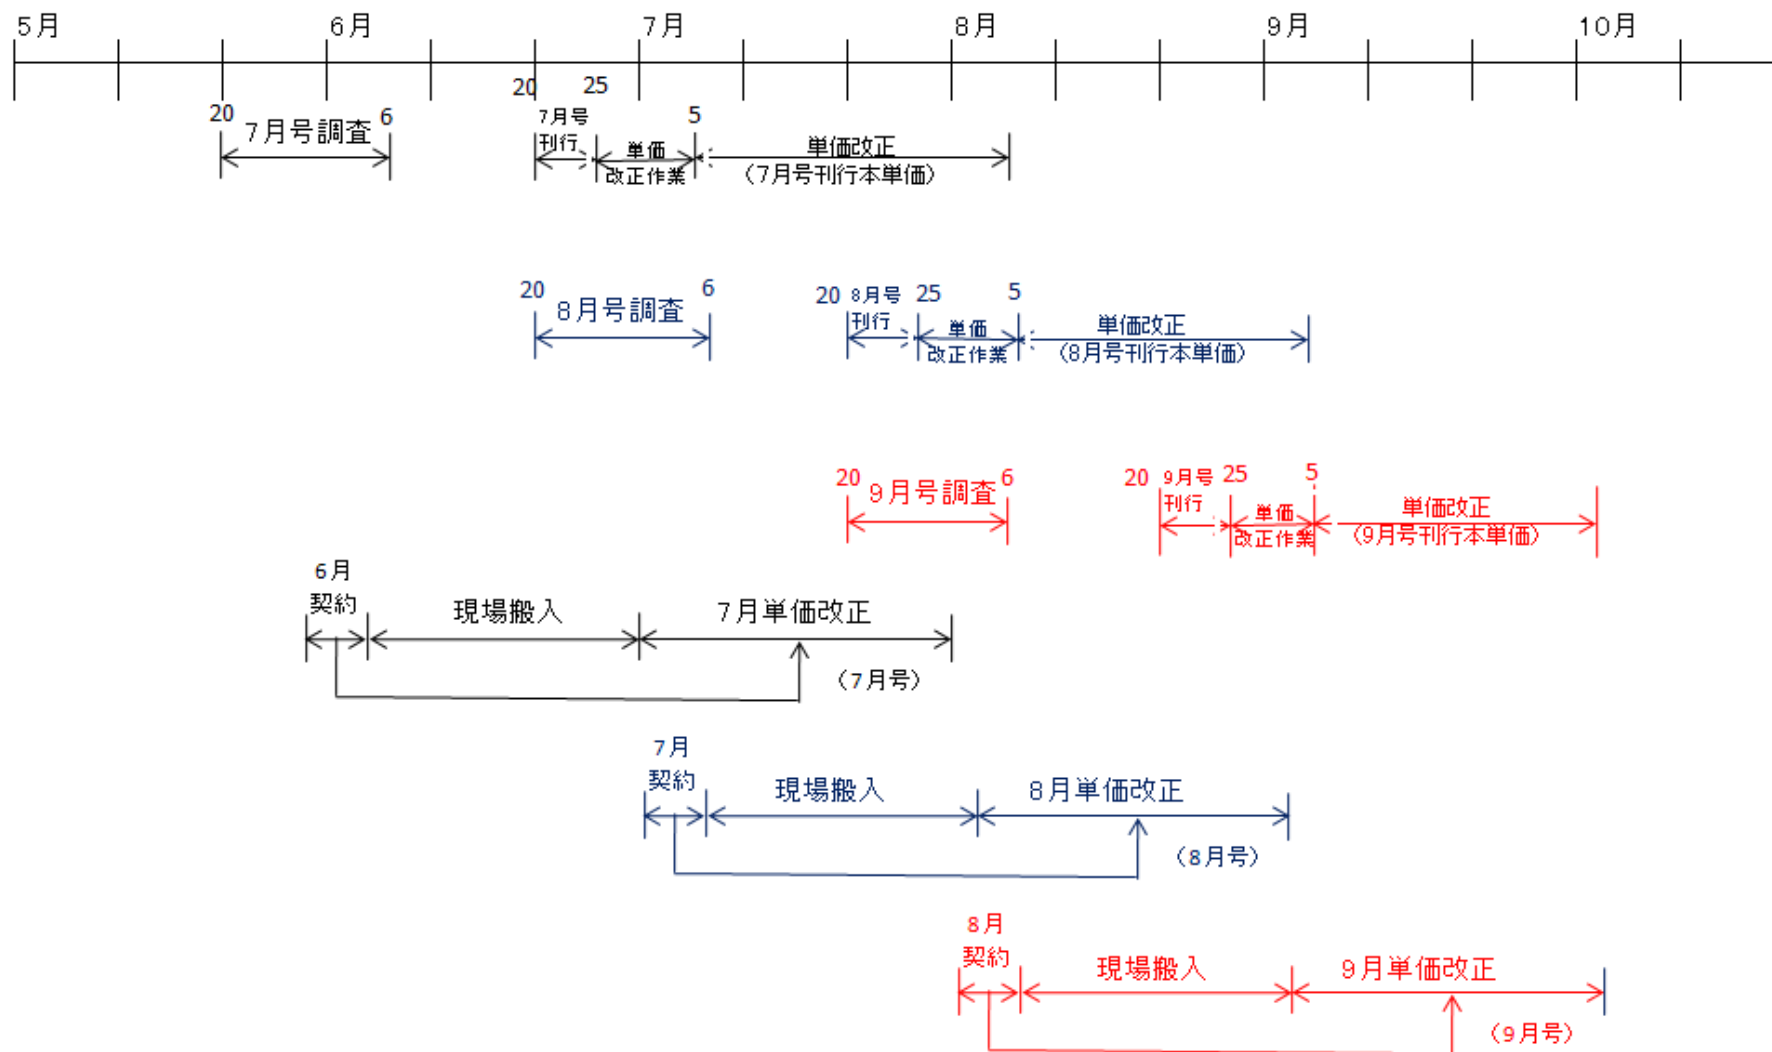 5月 6月 7月 8月 9月 10月
20 25
20 7月号調査 6 7月号 5
刊行 単価 単価改正
改正作業 (7月号刊行本単価)
20 8月号調査 6 20 8月号 25 5
刊行 単価 単価改正
改正作業 (8月号刊行本単価)
20 9月号調査 6 20 9月号 25 5
刊行 単価 単価改正
改正作業 (9月号刊行本単価)
6月
契約 現場搬入 7月単価改正
(7月号)
7月
契約 現場搬入 8月単価改正
(8月号)
8月
契約 現場搬入 9月単価改正
(9月号)